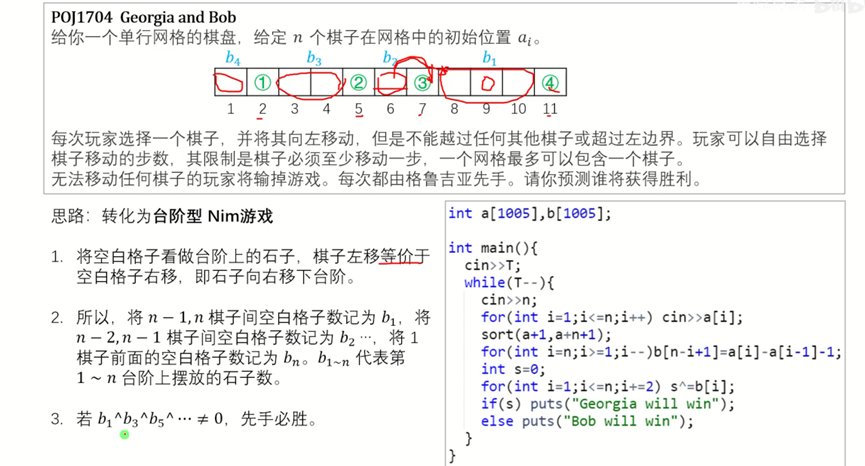 POJ1704 Georgia and Bob
给你一个单行网格的棋盘，给定 n 个棋子在网格中的初始位置 aᵢ。
b₄ b₃ b₂ b₁
① ② ③ ④
1 2 3 4 5 6 7 8 9 10 11
每次玩家选择一个棋子，并将其向左移动，但是不能越过任何其他棋子或超过左边界。玩家可以自由选择
棋子移动的步数，其限制是棋子必须至少移动一步，一个网格最多可以包含一个棋子。
无法移动任何棋子的玩家将输掉游戏。每次都由格鲁吉亚先手。请你预测谁将获得胜利。
思路：转化为台阶型 Nim游戏
1. 将空白格子看做台阶上的石子，棋子左移等价于
空白格子右移，即石子向右移下台阶。
2. 所以，将 n − 1, n 棋子间空白格子数记为 b₁，将
n − 2, n − 1 棋子间空白格子数记为 b₂ ⋯，将 1
棋子前面的空白格子数记为 bₙ。b₁~ₙ 代表第
1 ~ n 台阶上摆放的石子数。
3. 若 b₁^b₃^b₅^ ⋯ ≠ 0，先手必胜。
int a[1005],b[1005];
int main(){
cin>>T;
while(T--){
cin>>n;
for(int i=1;i<=n;i++) cin>>a[i];
sort(a+1,a+n+1);
for(int i=n;i>=1;i--)b[n-i+1]=a[i]-a[i-1]-1;
int s=0;
for(int i=1;i<=n;i+=2) s^=b[i];
if(s) puts("Georgia will win");
else puts("Bob will win");
}
}